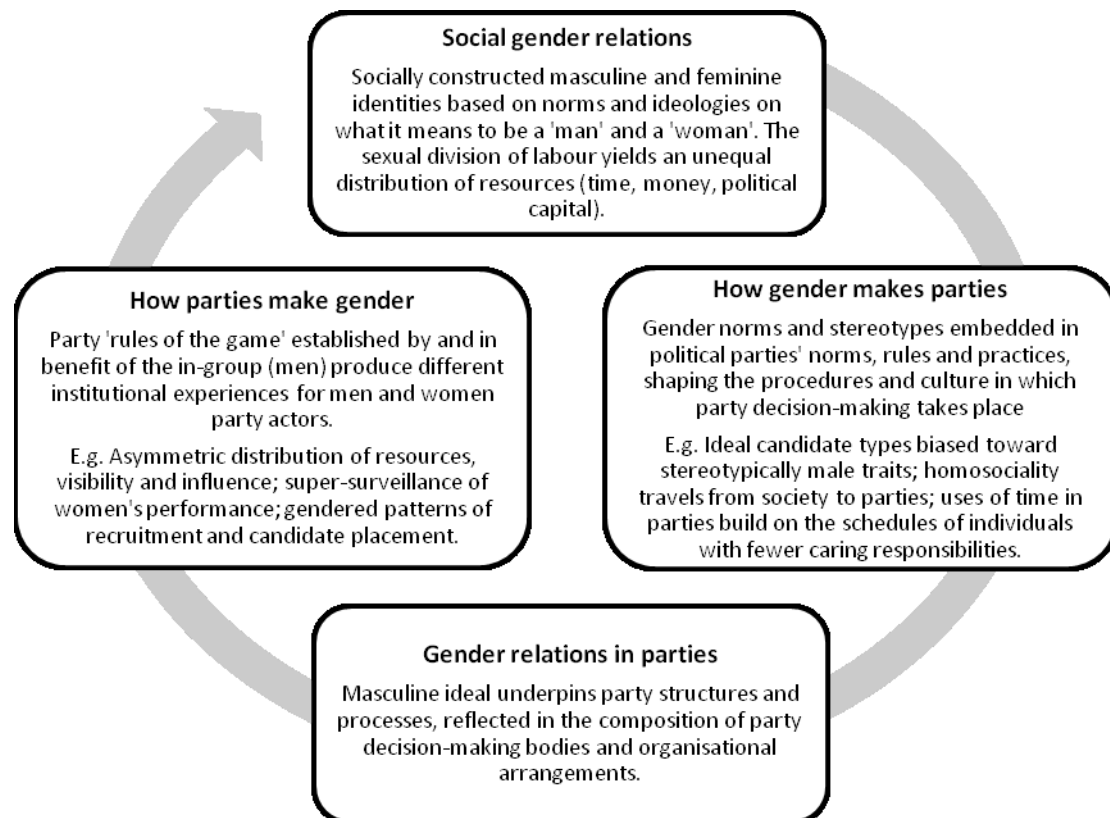 Social gender relations
Socially constructed masculine and feminine
identities based on norms and ideologies on
what it means to be a 'man' and a 'woman'. The
sexual division of labour yields an unequal
distribution of resources (time, money, political
capital).
How parties make gender
Party 'rules of the game' established by and in
benefit of the in-group (men) produce different
institutional experiences for men and women
party actors.
E.g. Asymmetric distribution of resources,
visibility and influence; super-surveillance of
women's performance; gendered patterns of
recruitment and candidate placement.
How gender makes parties
Gender norms and stereotypes embedded in
political parties' norms, rules and practices,
shaping the procedures and culture in which
party decision-making takes place
E.g. Ideal candidate types biased toward
stereotypically male traits; homosociality
travels from society to parties; uses of time in
parties build on the schedules of individuals
with fewer caring responsibilities.
Gender relations in parties
Masculine ideal underpins party structures and
processes, reflected in the composition of party
decision-making bodies and organisational
arrangements.